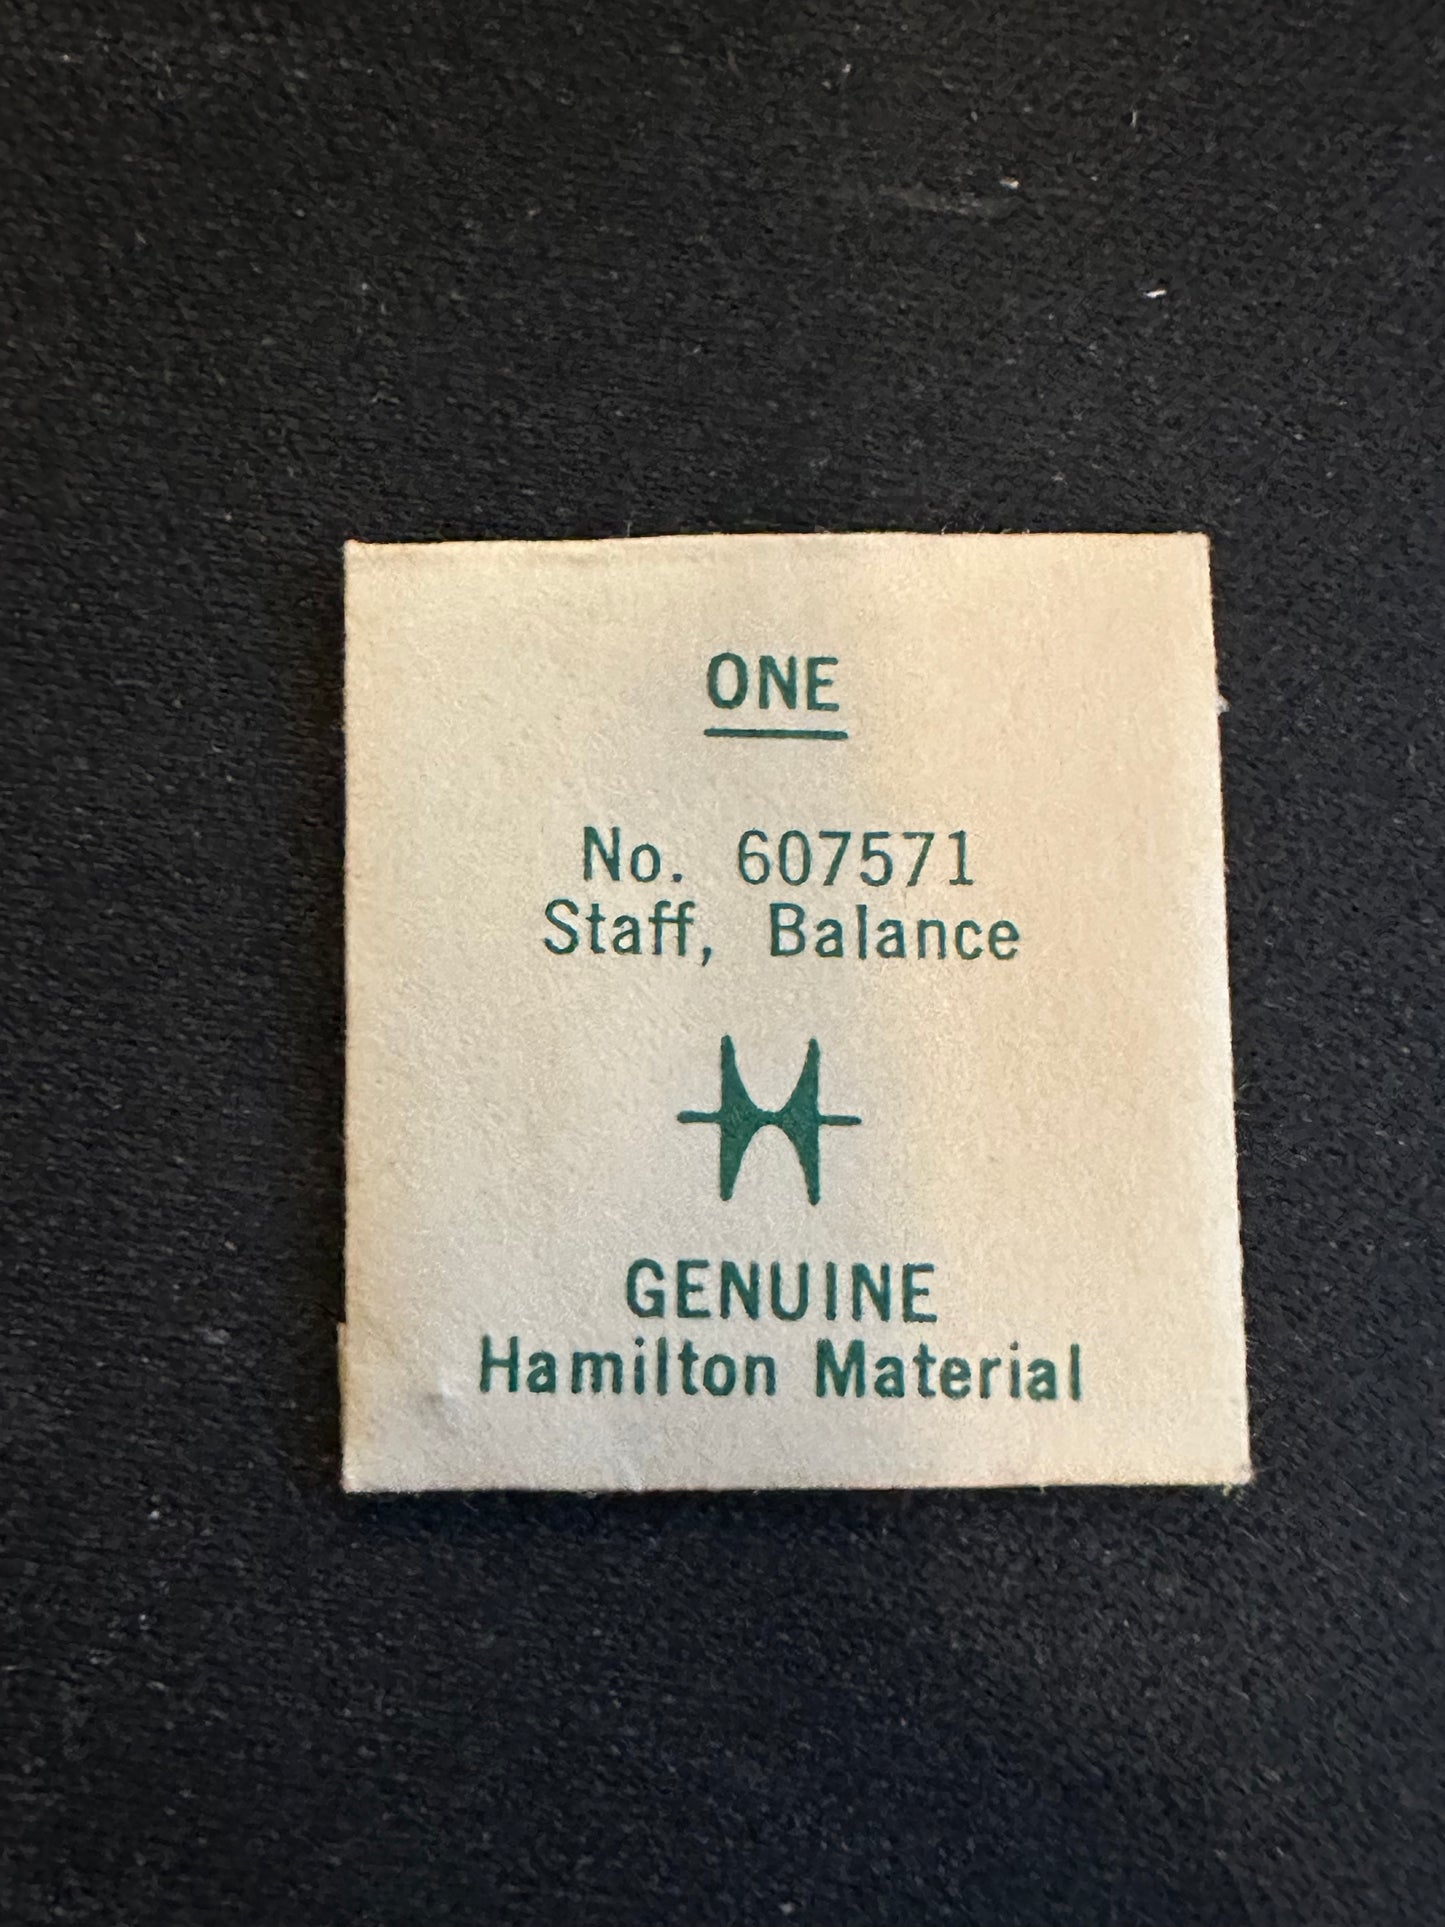 ONE
No. 607571
Staff, Balance
GENUINE
Hamilton Material